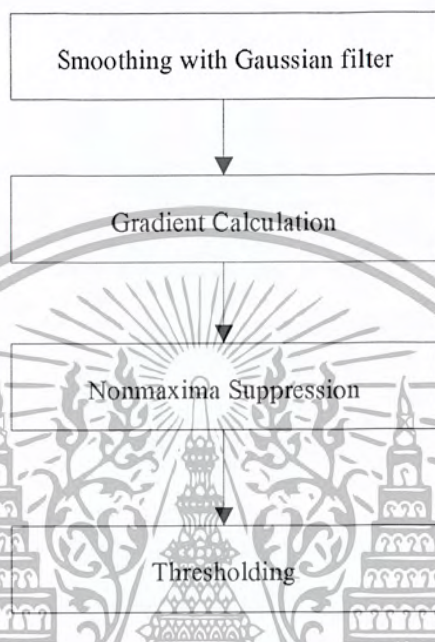 Smoothing with Gaussian filter
Gradient Calculation
Nonmaxima Suppression
Thresholding